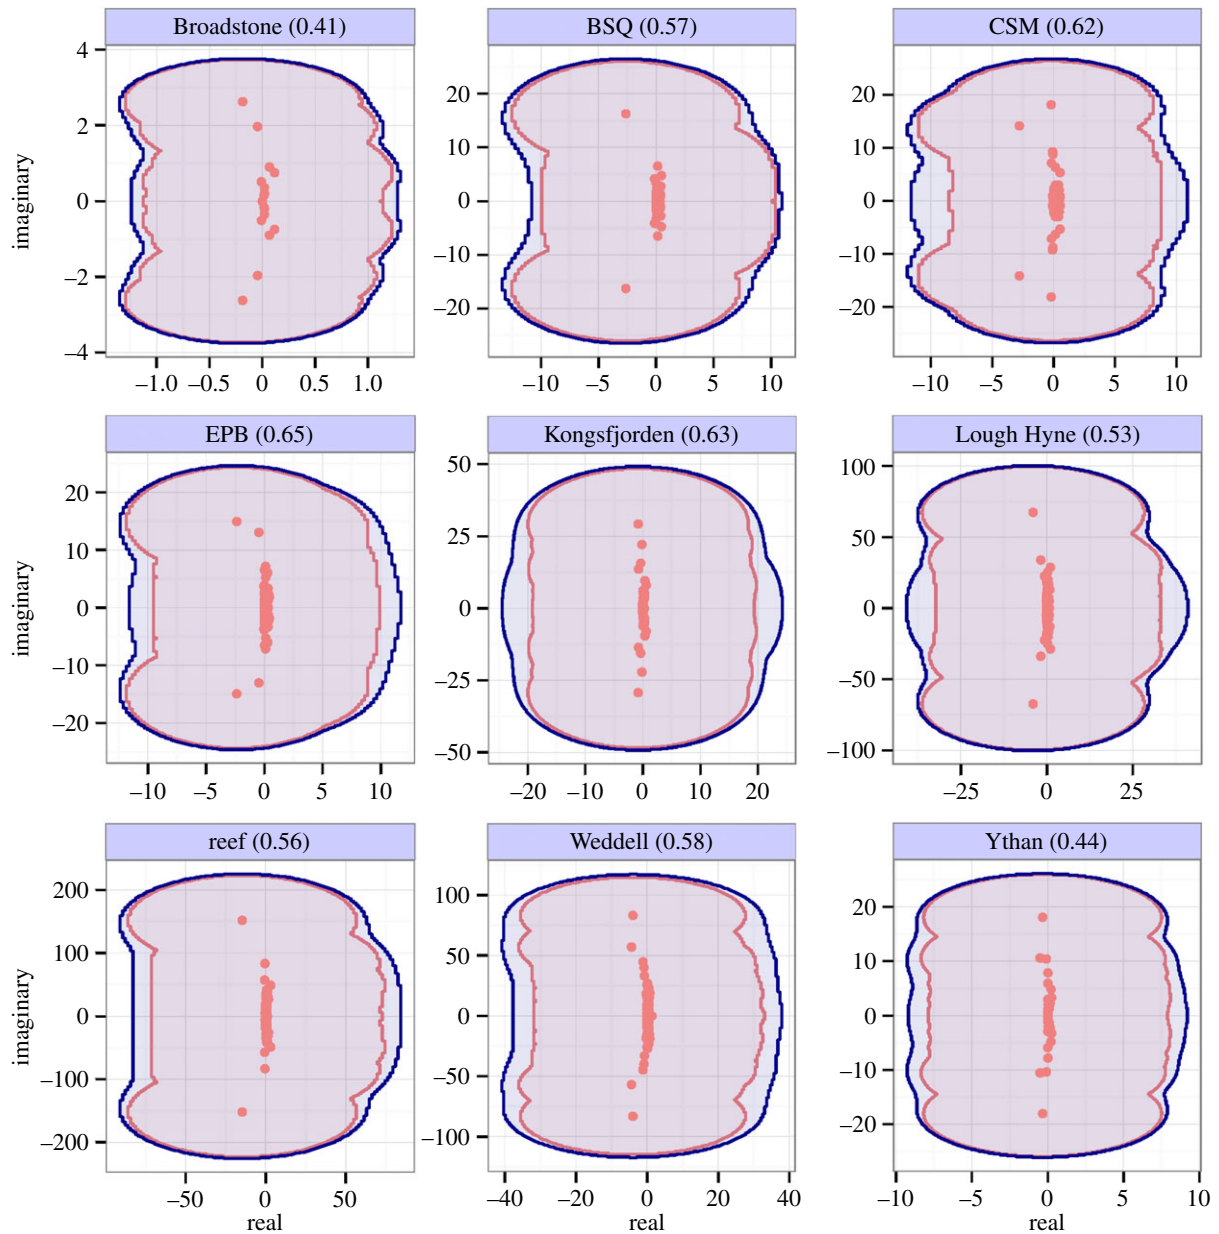 Broadstone (0.41) BSQ (0.57) CSM (0.62)
4 2 0 –2 –4
20 10 0 –10 –20
20 10 0 –10 –20
imaginary
–1.0 –0.5 0 0.5 1.0
–10 –5 0 5 10
–10 –5 0 5 10
EPB (0.65) Kongsfjorden (0.63) Lough Hyne (0.53)
20 10 0 –10 –20
50 25 0 –25 –50
100 50 0 –50 –100
imaginary
–10 –5 0 5 10
–20 –10 0 10 20
–25 0 25
reef (0.56) Weddell (0.58) Ythan (0.44)
200 100 0 –100 –200
100 50 0 –50 –100
20 10 0 –10 –20
imaginary
–50 0 50
–40 –20 0 20 40
–10 –5 0 5 10
real real real